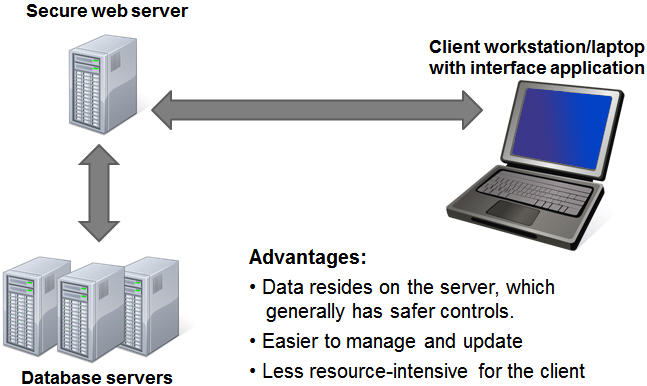 Secure web server
Client workstation/laptop
with interface application
Advantages:
• Data resides on the server, which
generally has safer controls.
• Easier to manage and update
• Less resource-intensive for the client
Database servers